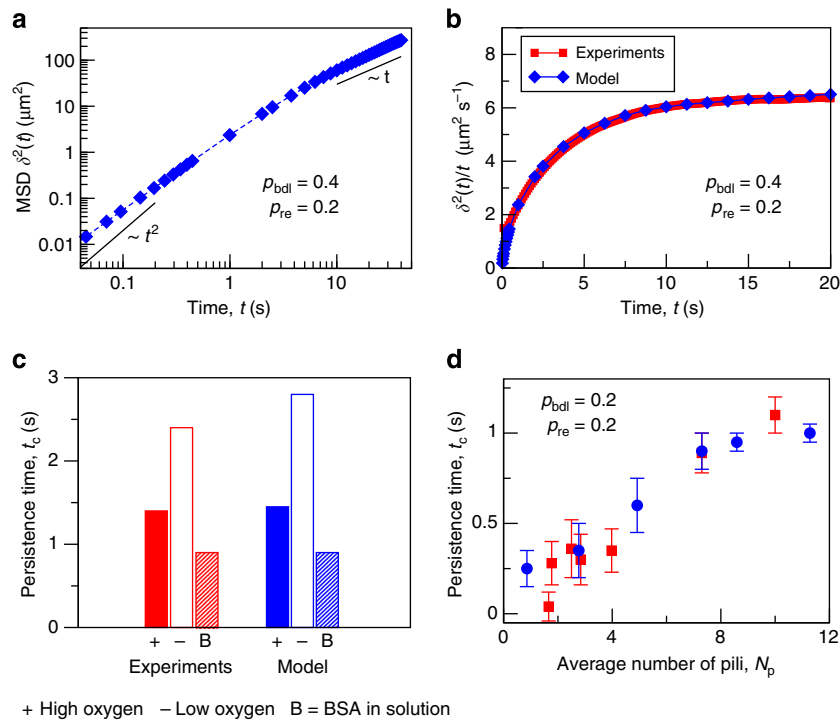 a
MSD δ²(t) (μm²)
100
10
1
0.1
0.01
~ t
~ t²
p_bdl = 0.4
p_re = 0.2
0.1 1 10
Time, t (s)
b
δ²(t)/t (μm² s⁻¹)
8
6
4
2
0
Experiments
Model
p_bdl = 0.4
p_re = 0.2
0 5 10 15 20
Time, t (s)
c
Persistence time, t_c (s)
3
2
1
0
+ – B + – B
Experiments Model
d
Persistence time, t_c (s)
1
0.5
0
p_bdl = 0.2
p_re = 0.2
0 4 8 12
Average number of pili, N_p
+ High oxygen – Low oxygen B = BSA in solution